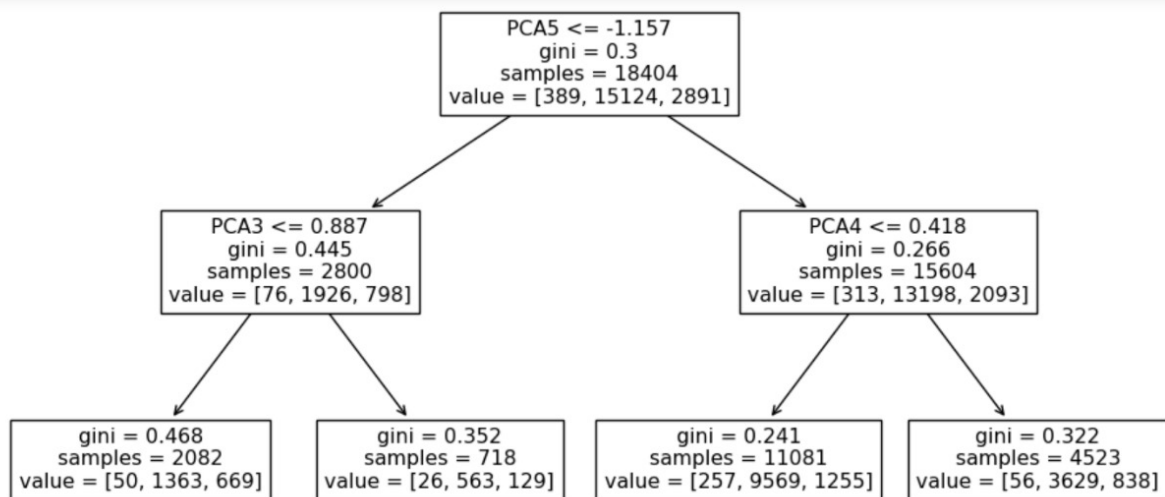 PCA5 <= -1.157
gini = 0.3
samples = 18404
value = [389, 15124, 2891]
PCA3 <= 0.887
gini = 0.445
samples = 2800
value = [76, 1926, 798]
PCA4 <= 0.418
gini = 0.266
samples = 15604
value = [313, 13198, 2093]
gini = 0.468
samples = 2082
value = [50, 1363, 669]
gini = 0.352
samples = 718
value = [26, 563, 129]
gini = 0.241
samples = 11081
value = [257, 9569, 1255]
gini = 0.322
samples = 4523
value = [56, 3629, 838]